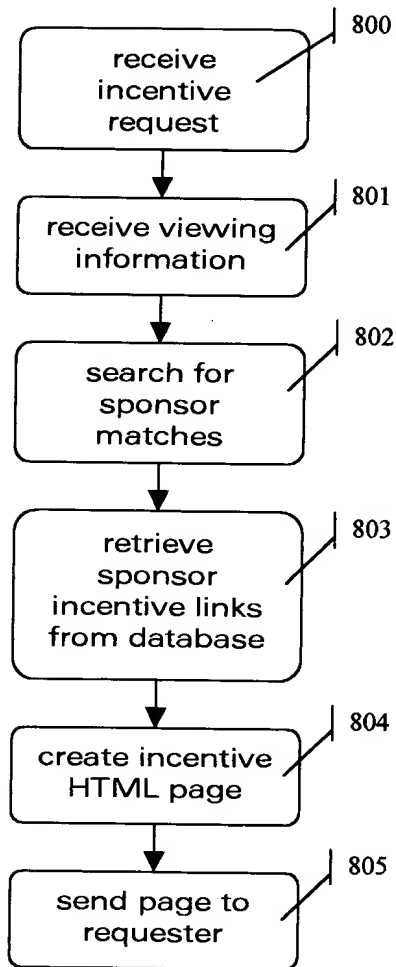 800
receive
incentive
request
801
receive viewing
information
802
search for
sponsor
matches
803
retrieve
sponsor
incentive links
from database
804
create incentive
HTML page
805
send page to
requester